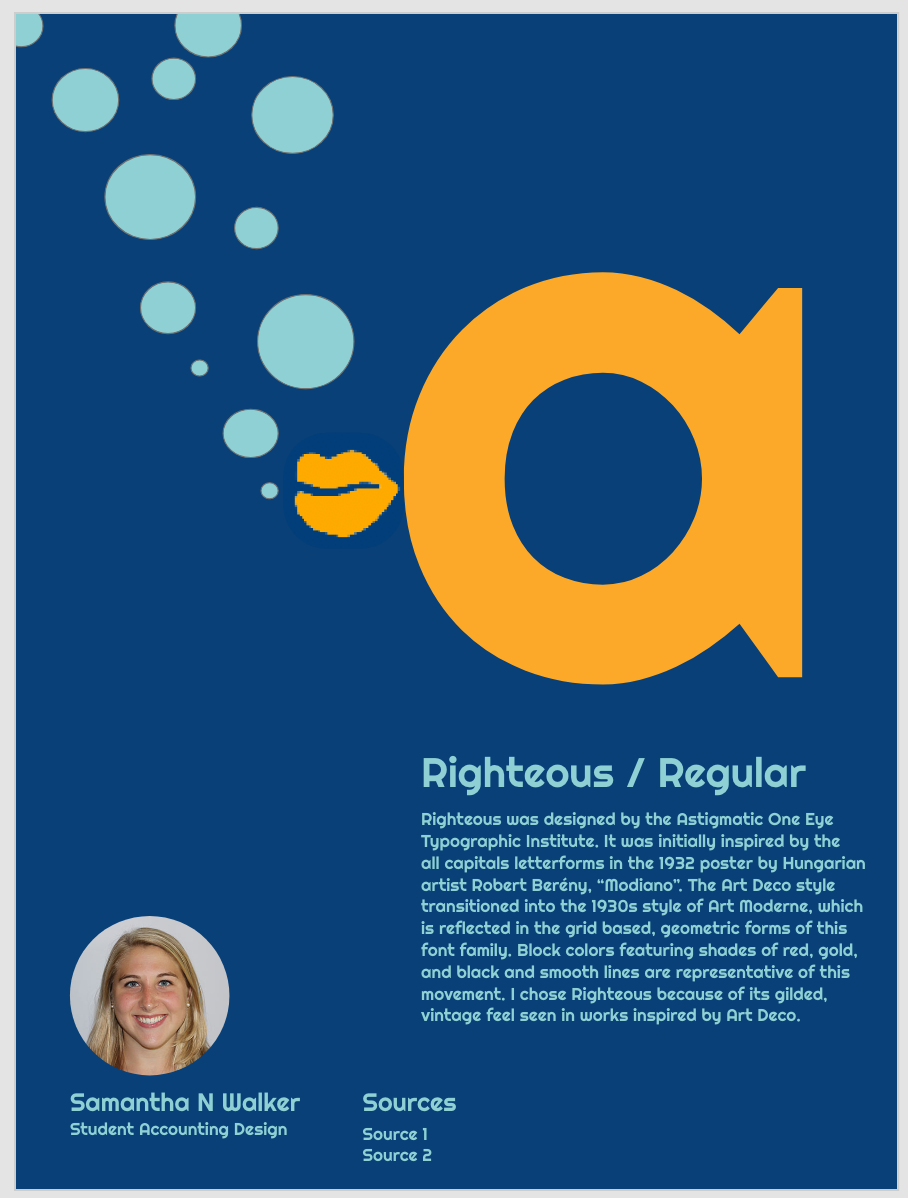 a
Righteous / Regular
Righteous was designed by the Astigmatic One Eye
Typographic Institute. It was initially inspired by the
all capitals letterforms in the 1932 poster by Hungarian
artist Robert Berény, “Modiano”. The Art Deco style
transitioned into the 1930s style of Art Moderne, which
is reflected in the grid based, geometric forms of this
font family. Block colors featuring shades of red, gold,
and black and smooth lines are representative of this
movement. I chose Righteous because of its gilded,
vintage feel seen in works inspired by Art Deco.
Samantha N Walker
Student Accounting Design
Sources
Source 1
Source 2